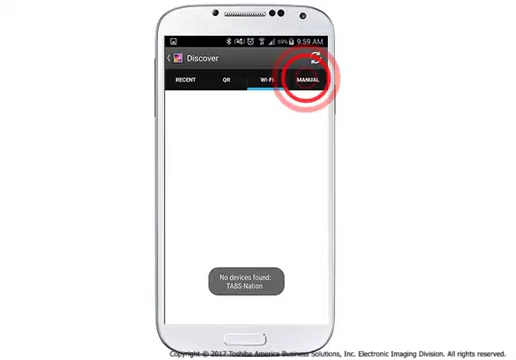 69% 9:59 AM
Discover
RECENT QR WI-FI MANUAL
No devices found:
TABS-Nation
Copyright © 2017 Toshiba America Business Solutions, Inc. Electronic Imaging Division. All rights reserved.